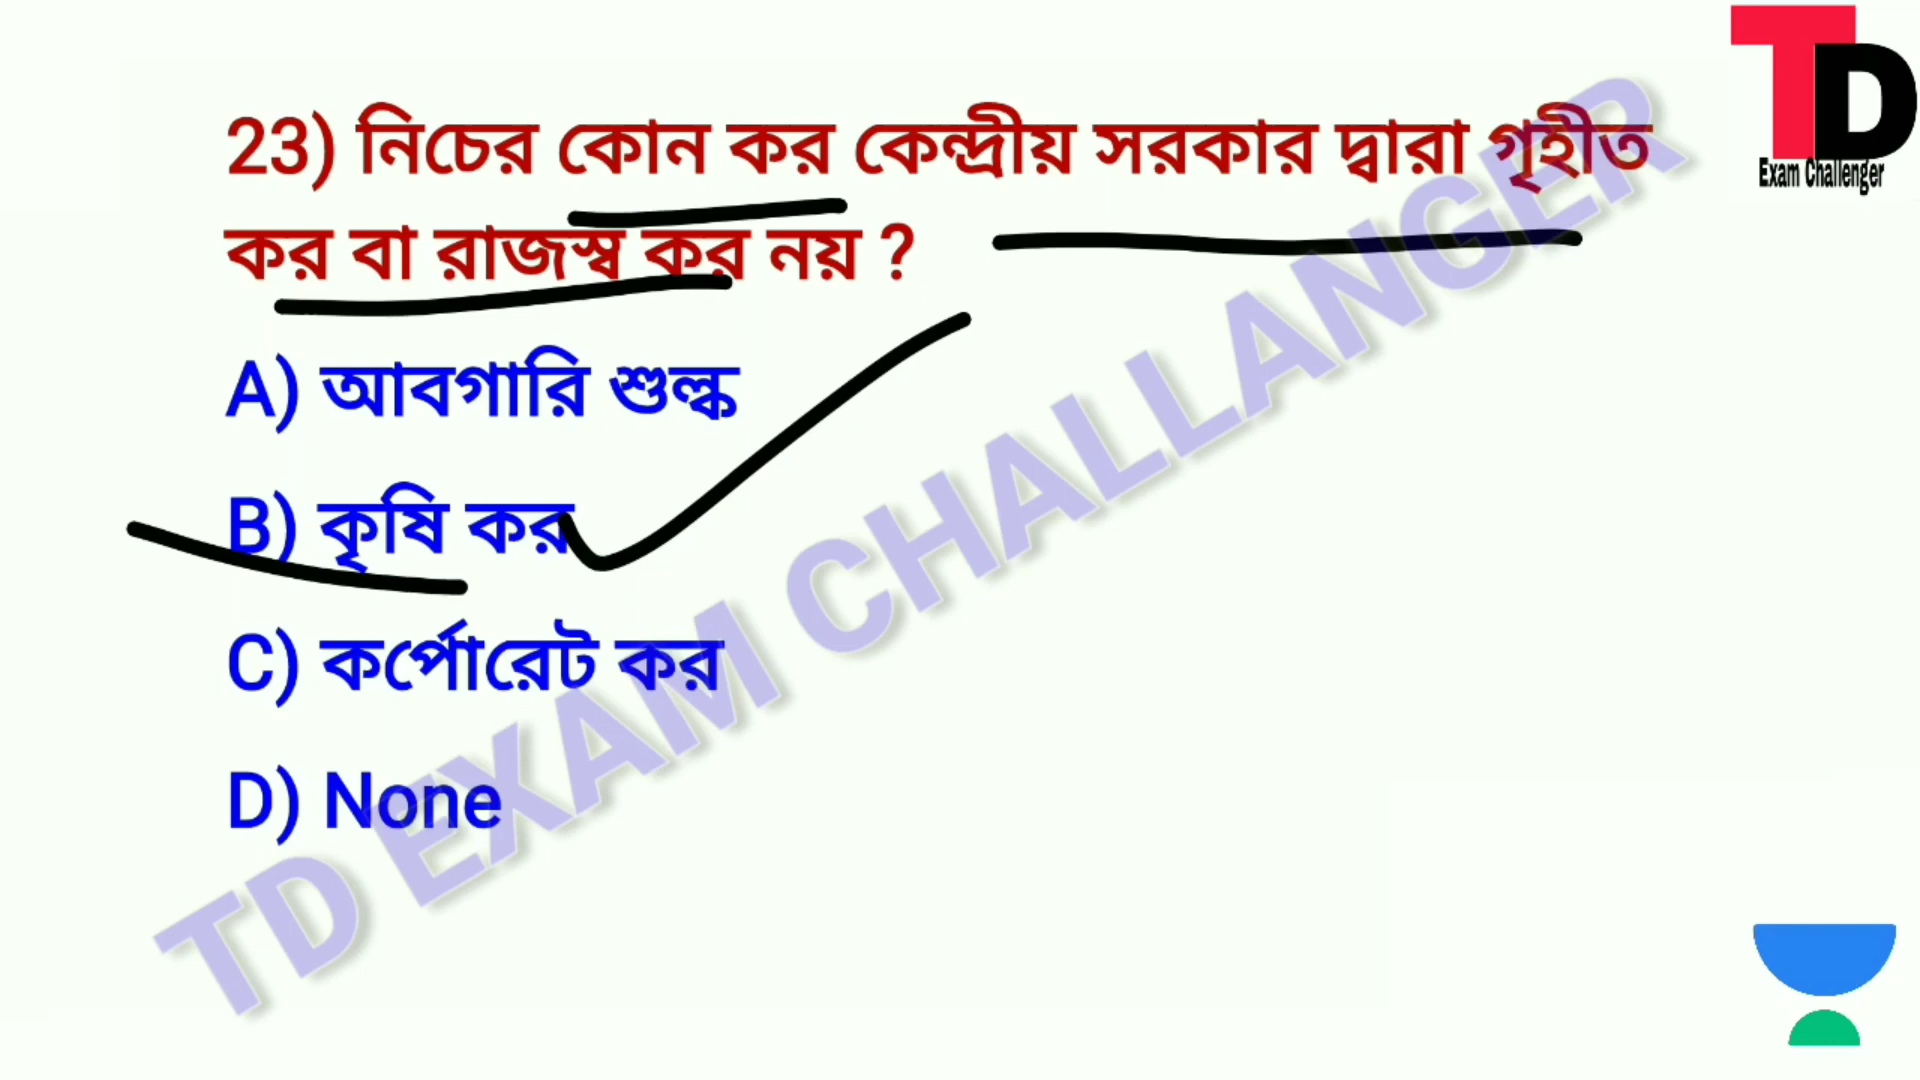 TD
Exam Challenger
23) নিচের কোন কর কেন্দ্রীয় সরকার দ্বারা গৃহীত
কর বা রাজস্ব কর নয় ?
A) আবগারি শুল্ক
B) কৃষি কর
C) কর্পোরেট কর
D) None
TD EXAM CHALLANGER